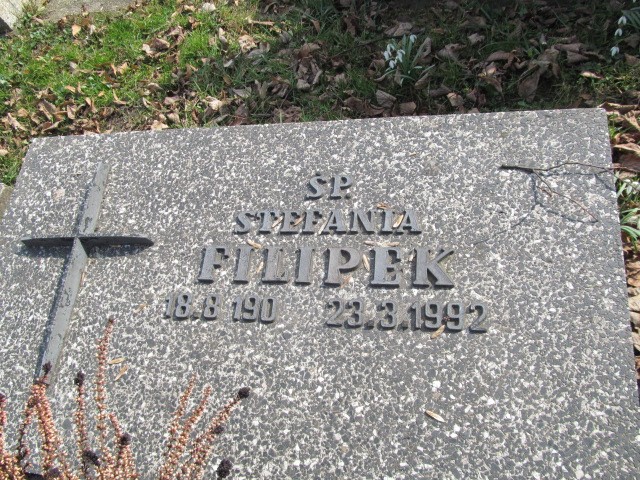 ŚP.
STEFANIA
FILIPEK
18.8 190 23.3.1992